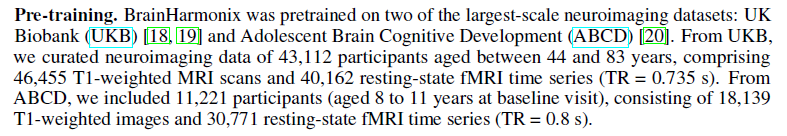 Pre-training. BrainHarmonix was pretrained on two of the largest-scale neuroimaging datasets: UK
Biobank (UKB) [18, 19] and Adolescent Brain Cognitive Development (ABCD) [20]. From UKB,
we curated neuroimaging data of 43,112 participants aged between 44 and 83 years, comprising
46,455 T1-weighted MRI scans and 40,162 resting-state fMRI time series (TR = 0.735 s). From
ABCD, we included 11,221 participants (aged 8 to 11 years at baseline visit), consisting of 18,139
T1-weighted images and 30,771 resting-state fMRI time series (TR = 0.8 s).